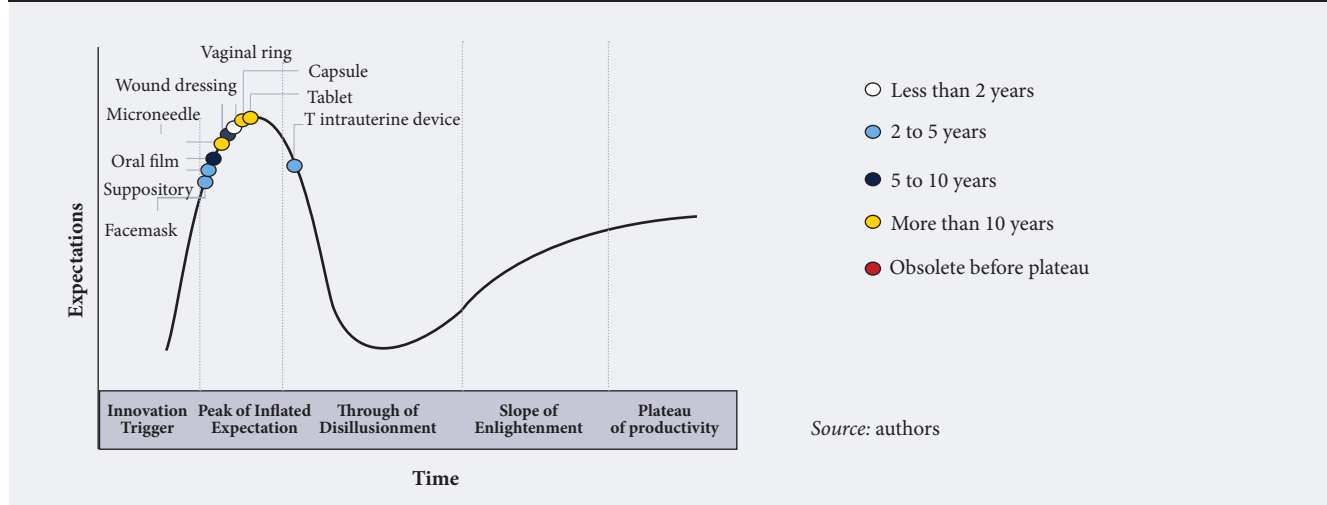 Vaginal ring
Wound dressing
Capsule
Microneedle
Tablet
T intrauterine device
Oral film
Suppository
Facemask
Expectations
Less than 2 years
2 to 5 years
5 to 10 years
More than 10 years
Obsolete before plateau
Innovation
Trigger
Peak of Inflated
Expectation
Through of
Disillusionment
Slope of
Enlightenment
Plateau
of productivity
Time
Source: authors